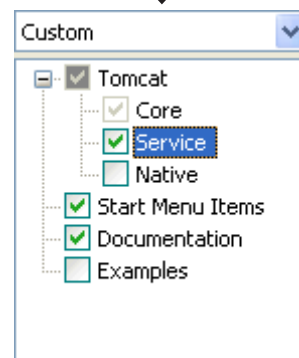 Custom
Tomcat
Core
Service
Native
Start Menu Items
Documentation
Examples